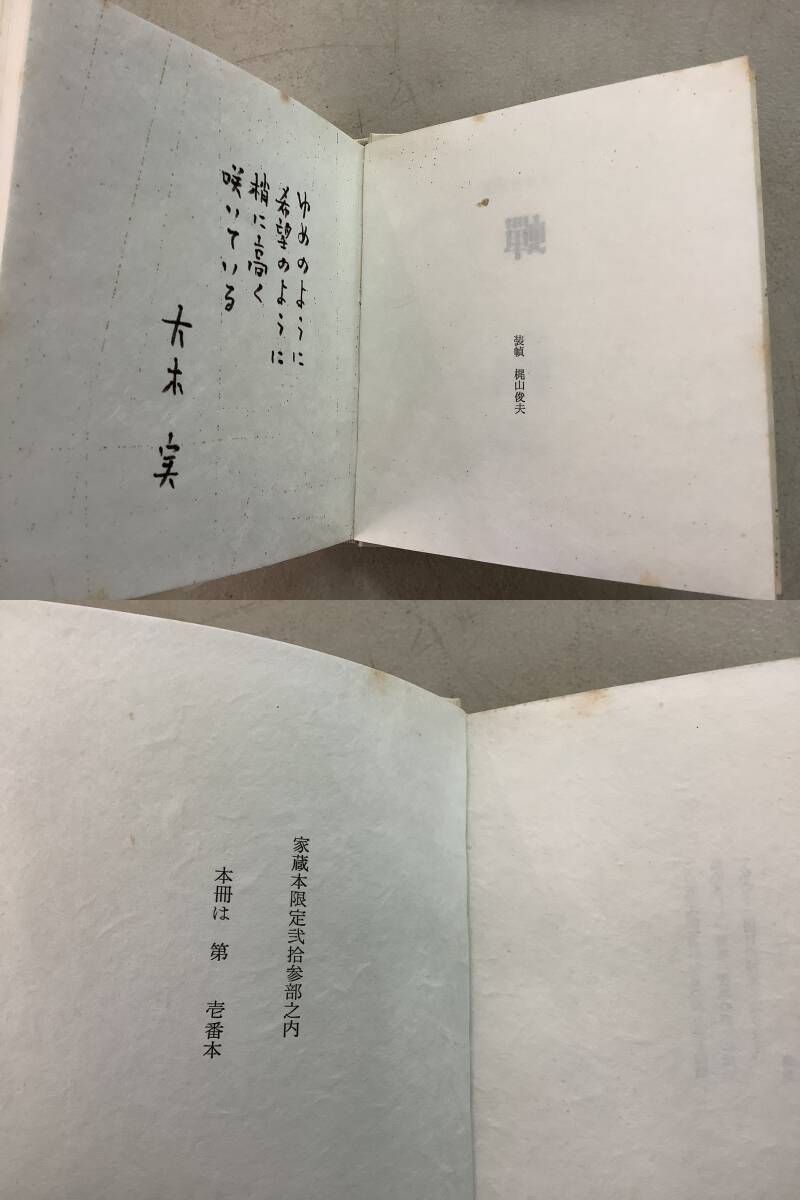 ゆめのように
希望のように
梢に高く
咲いている
大木 実
蟬
装幀 梶山俊夫
家蔵本限定弐拾参部之内
本冊は 第 壱番本